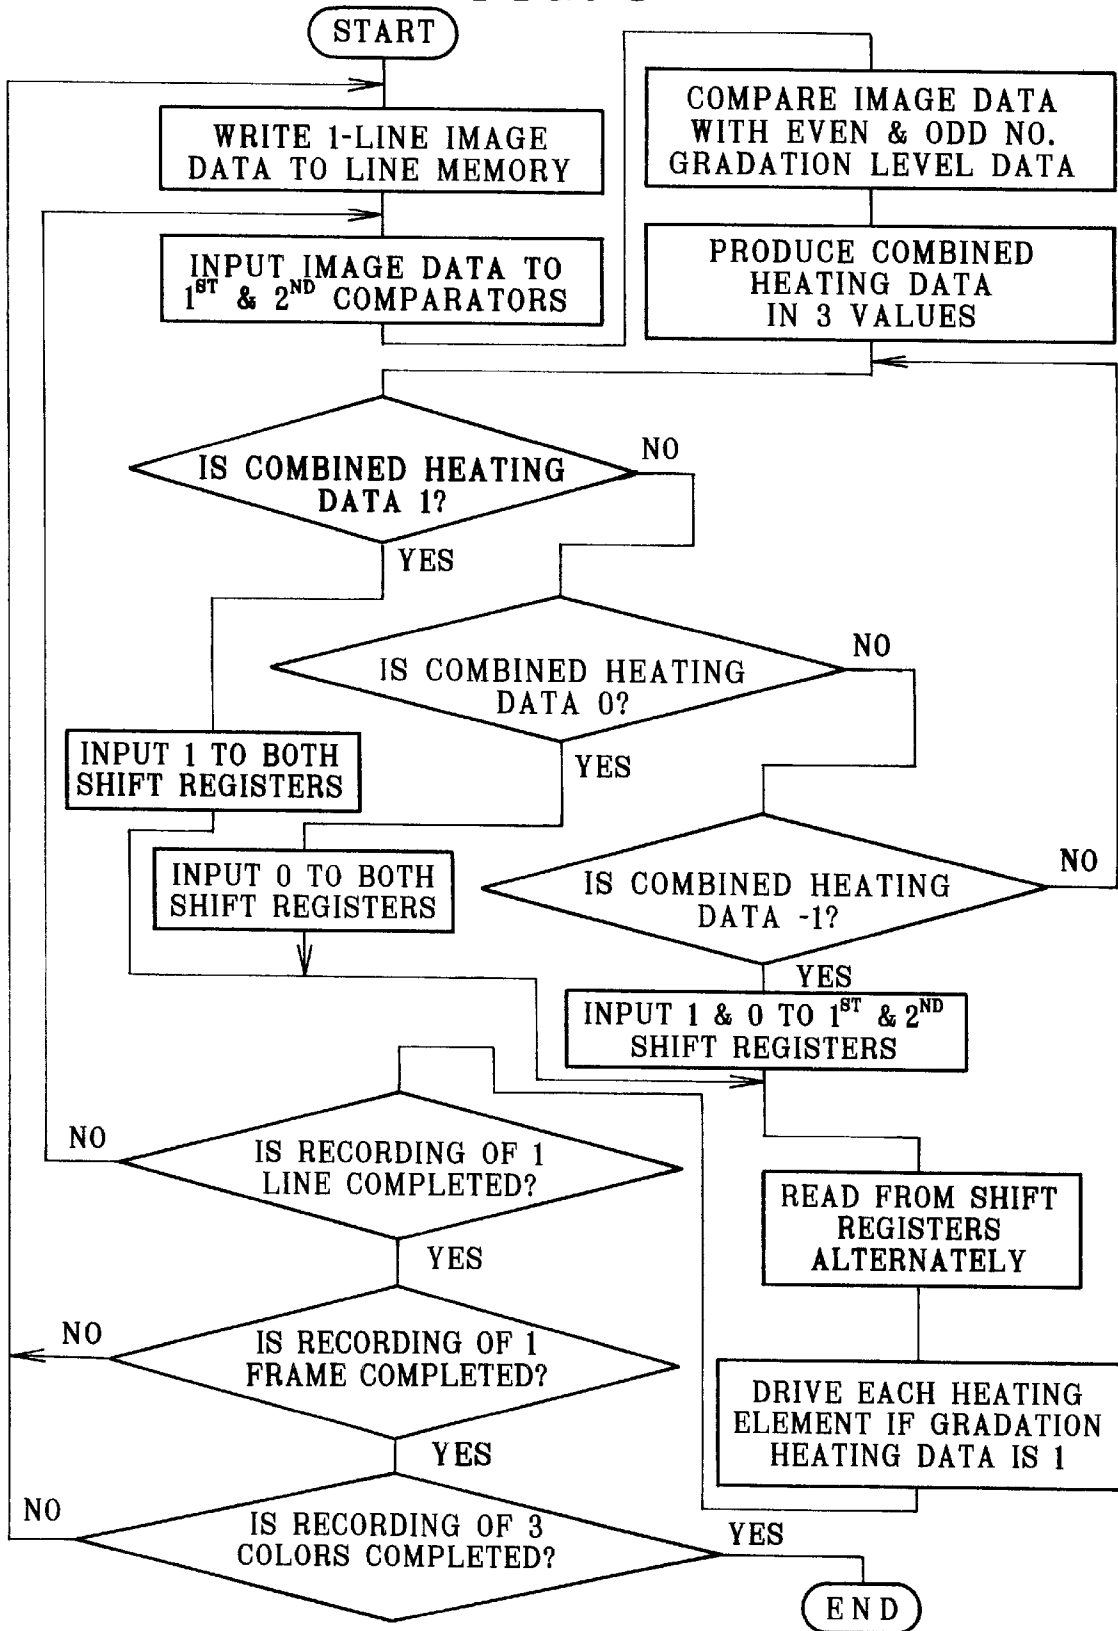 START
WRITE 1-LINE IMAGE
DATA TO LINE MEMORY
INPUT IMAGE DATA TO
1ST & 2ND COMPARATORS
COMPARE IMAGE DATA
WITH EVEN & ODD NO.
GRADATION LEVEL DATA
PRODUCE COMBINED
HEATING DATA
IN 3 VALUES
IS COMBINED HEATING
DATA 1?
NO
YES
IS COMBINED HEATING
DATA 0?
NO
YES
INPUT 1 TO BOTH
SHIFT REGISTERS
INPUT 0 TO BOTH
SHIFT REGISTERS
IS COMBINED HEATING
DATA -1?
NO
YES
INPUT 1 & 0 TO 1ST & 2ND
SHIFT REGISTERS
READ FROM SHIFT
REGISTERS
ALTERNATELY
DRIVE EACH HEATING
ELEMENT IF GRADATION
HEATING DATA IS 1
IS RECORDING OF 1
LINE COMPLETED?
NO
YES
IS RECORDING OF 1
FRAME COMPLETED?
NO
YES
IS RECORDING OF 3
COLORS COMPLETED?
NO
YES
END